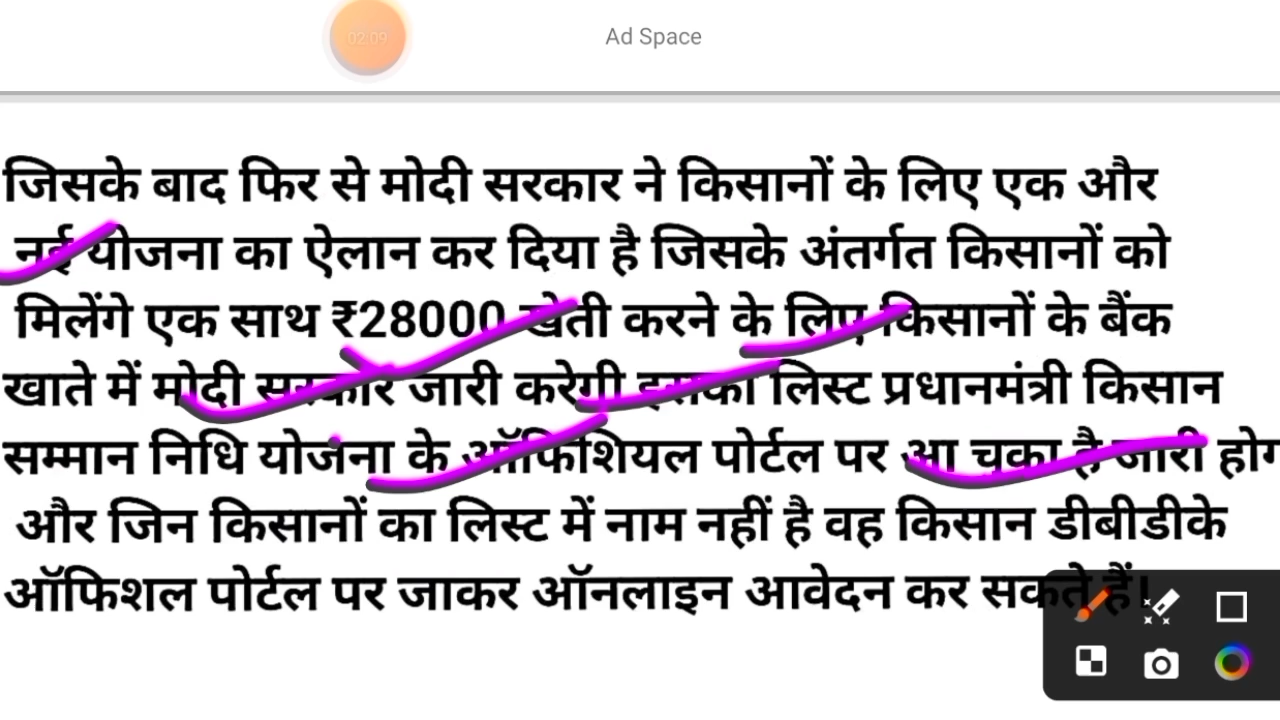 02:09
Ad Space
जिसके बाद फिर से मोदी सरकार ने किसानों के लिए एक और
नई योजना का ऐलान कर दिया है जिसके अंतर्गत किसानों को
मिलेंगे एक साथ ₹28000 खेती करने के लिए किसानों के बैंक
खाते में मोदी सरकार जारी करेगी इसका लिस्ट प्रधानमंत्री किसान
सम्मान निधि योजना के ऑफिशियल पोर्टल पर आ चुका है जारी होग
और जिन किसानों का लिस्ट में नाम नहीं है वह किसान डीबीडीके
ऑफिशल पोर्टल पर जाकर ऑनलाइन आवेदन कर सकते हैं!